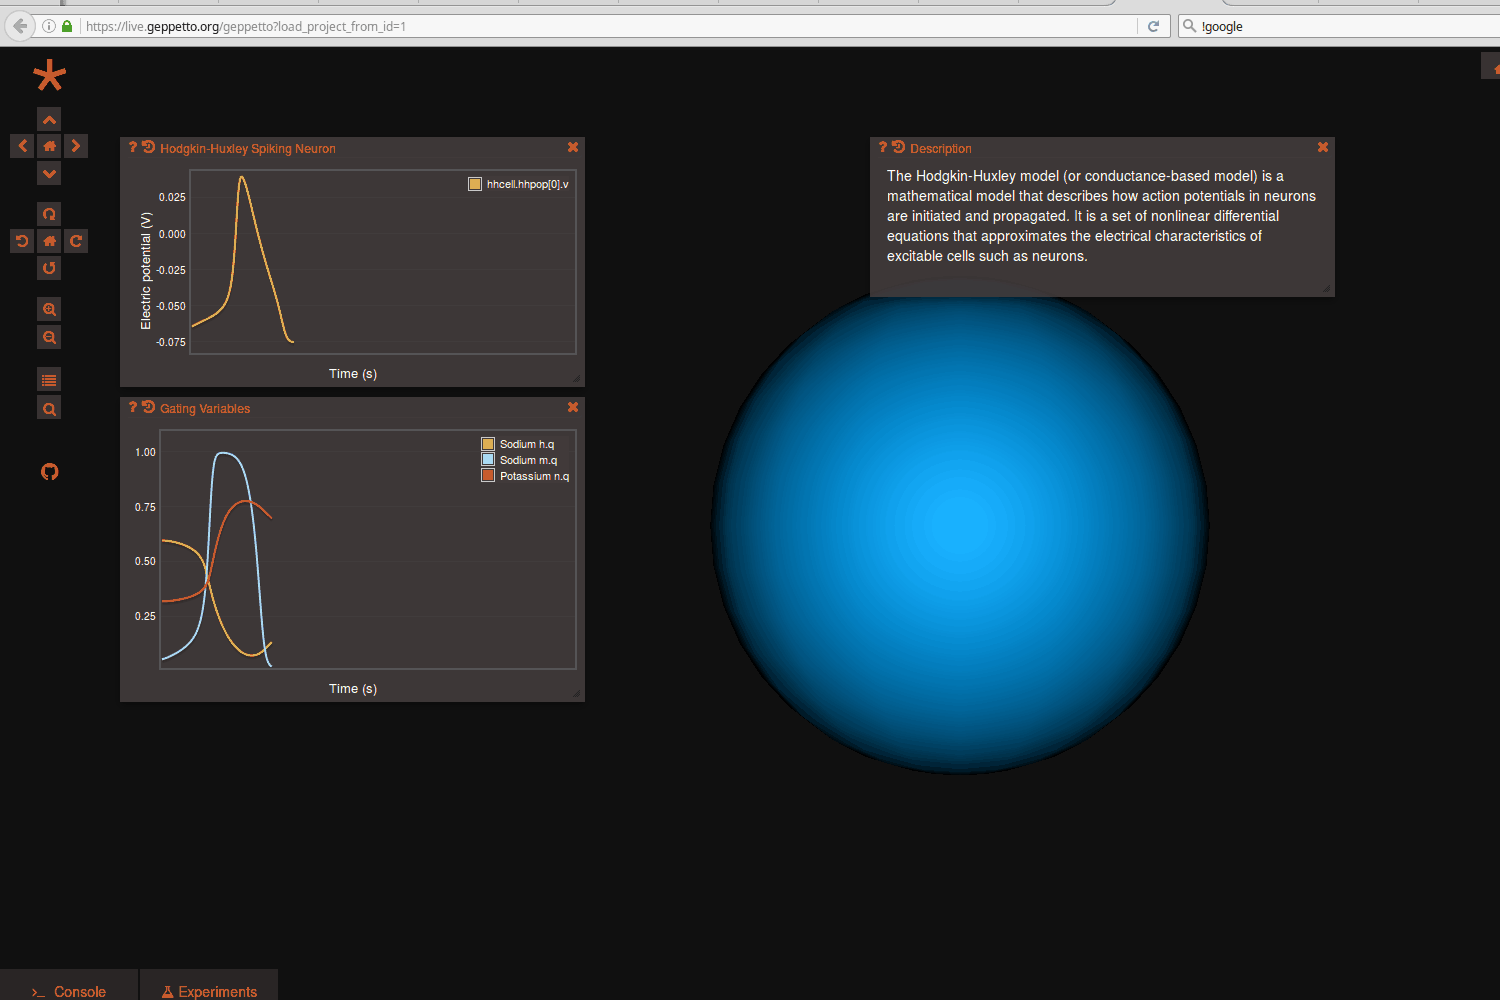 https://live.geppetto.org/geppetto?load_project_from_id=1
!google
? Hodgkin-Huxley Spiking Neuron
hhcell.hhpop[0].v
Electric potential (V)
0.025
0.000
-0.025
-0.050
-0.075
Time (s)
? Gating Variables
Sodium h.q
Sodium m.q
Potassium n.q
1.00
0.75
0.50
0.25
Time (s)
? Description
The Hodgkin-Huxley model (or conductance-based model) is a
mathematical model that describes how action potentials in neurons
are initiated and propagated. It is a set of nonlinear differential
equations that approximates the electrical characteristics of
excitable cells such as neurons.
>_ Console
Experiments